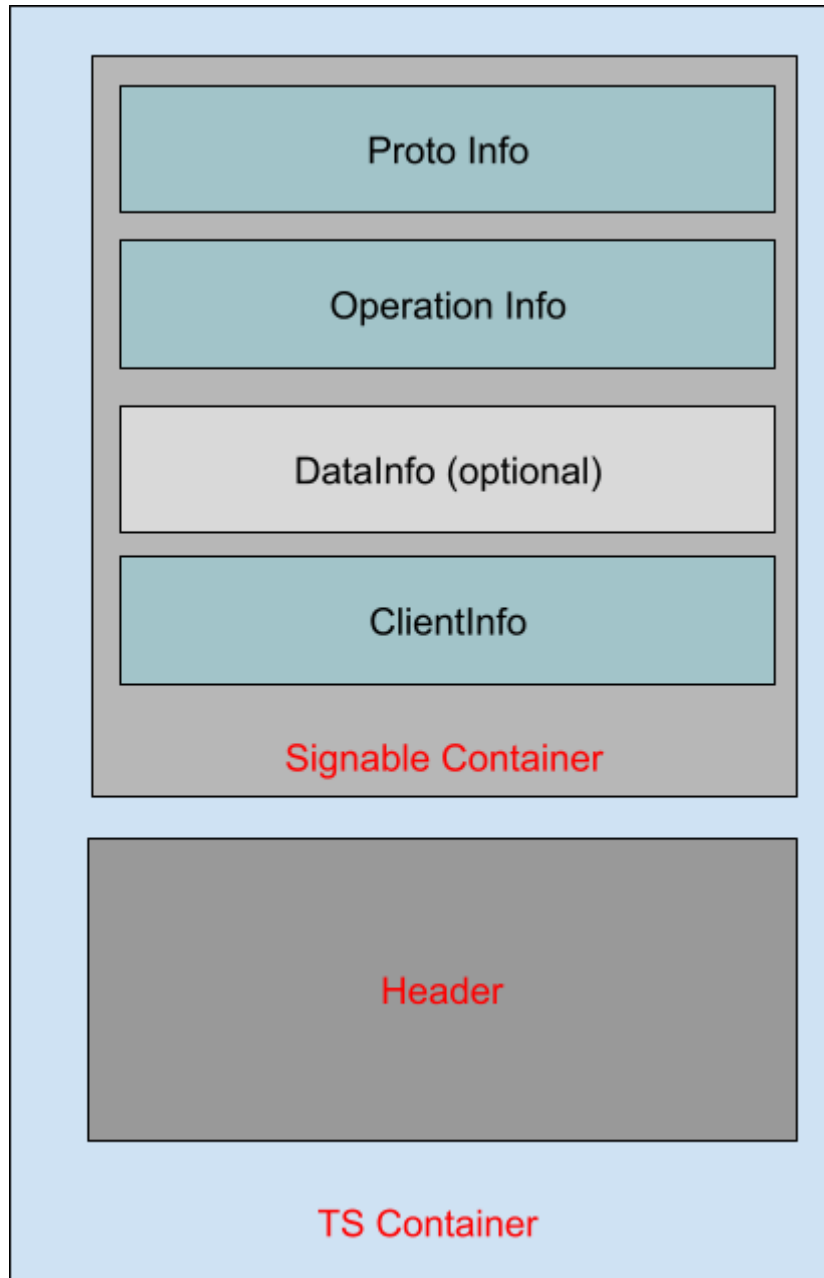 Proto Info
Operation Info
DataInfo (optional)
ClientInfo
Signable Container
Header
TS Container